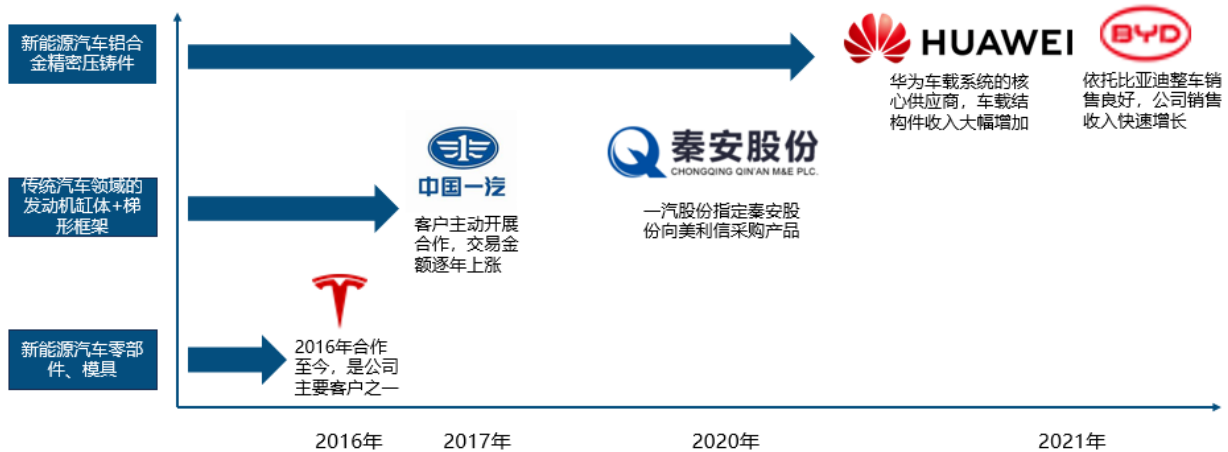 新能源汽车铝合
金精密压铸件
HUAWEI
BYD
华为车载系统的核
心供应商，车载结
构件收入大幅增加
依托比亚迪整车销
售良好，公司销售
收入快速增长
传统汽车领域的
发动机缸体+梯
形框架
中国一汽
客户主动开展
合作，交易金
额逐年上涨
秦安股份
CHONGQING QIN'AN M&E PLC.
一汽股份指定秦安股
份向美利信采购产品
新能源汽车零部
件、模具
2016年合作
至今，是公司
主要客户之一
2016年
2017年
2020年
2021年